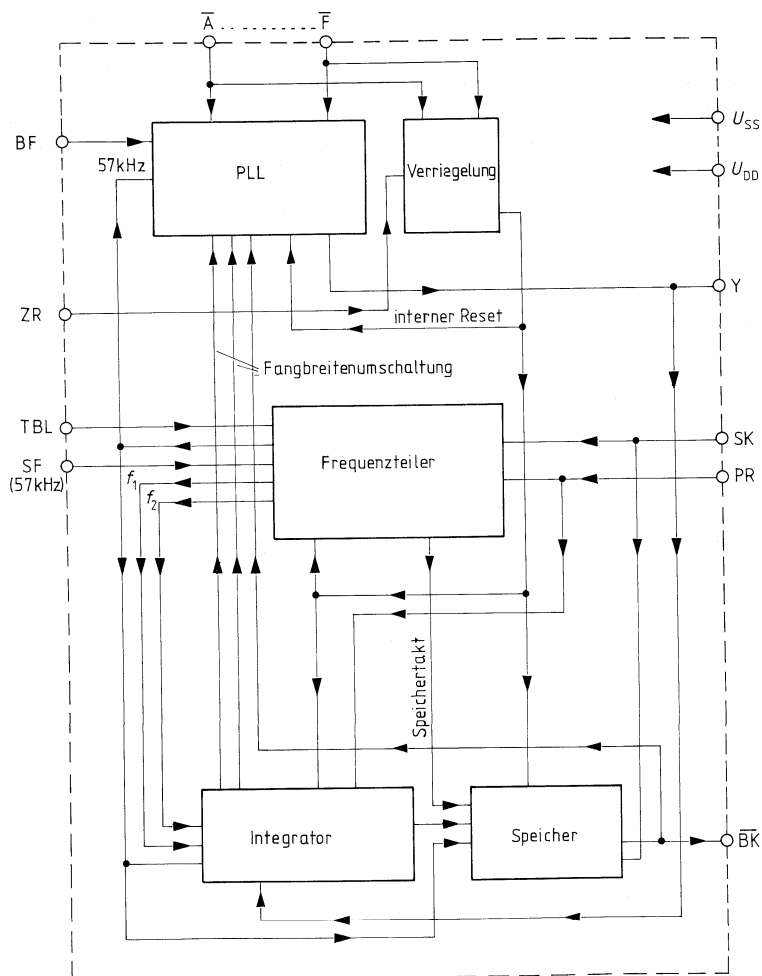 A̅ ........... F̅
BF
57kHz
PLL
Verriegelung
U_SS
U_DD
Y
ZR
interner Reset
Fangbreitenumschaltung
TBL
SK
Frequenzteiler
SF
(57kHz)
PR
f₁
f₂
Speichertakt
Integrator
Speicher
B̅K̅